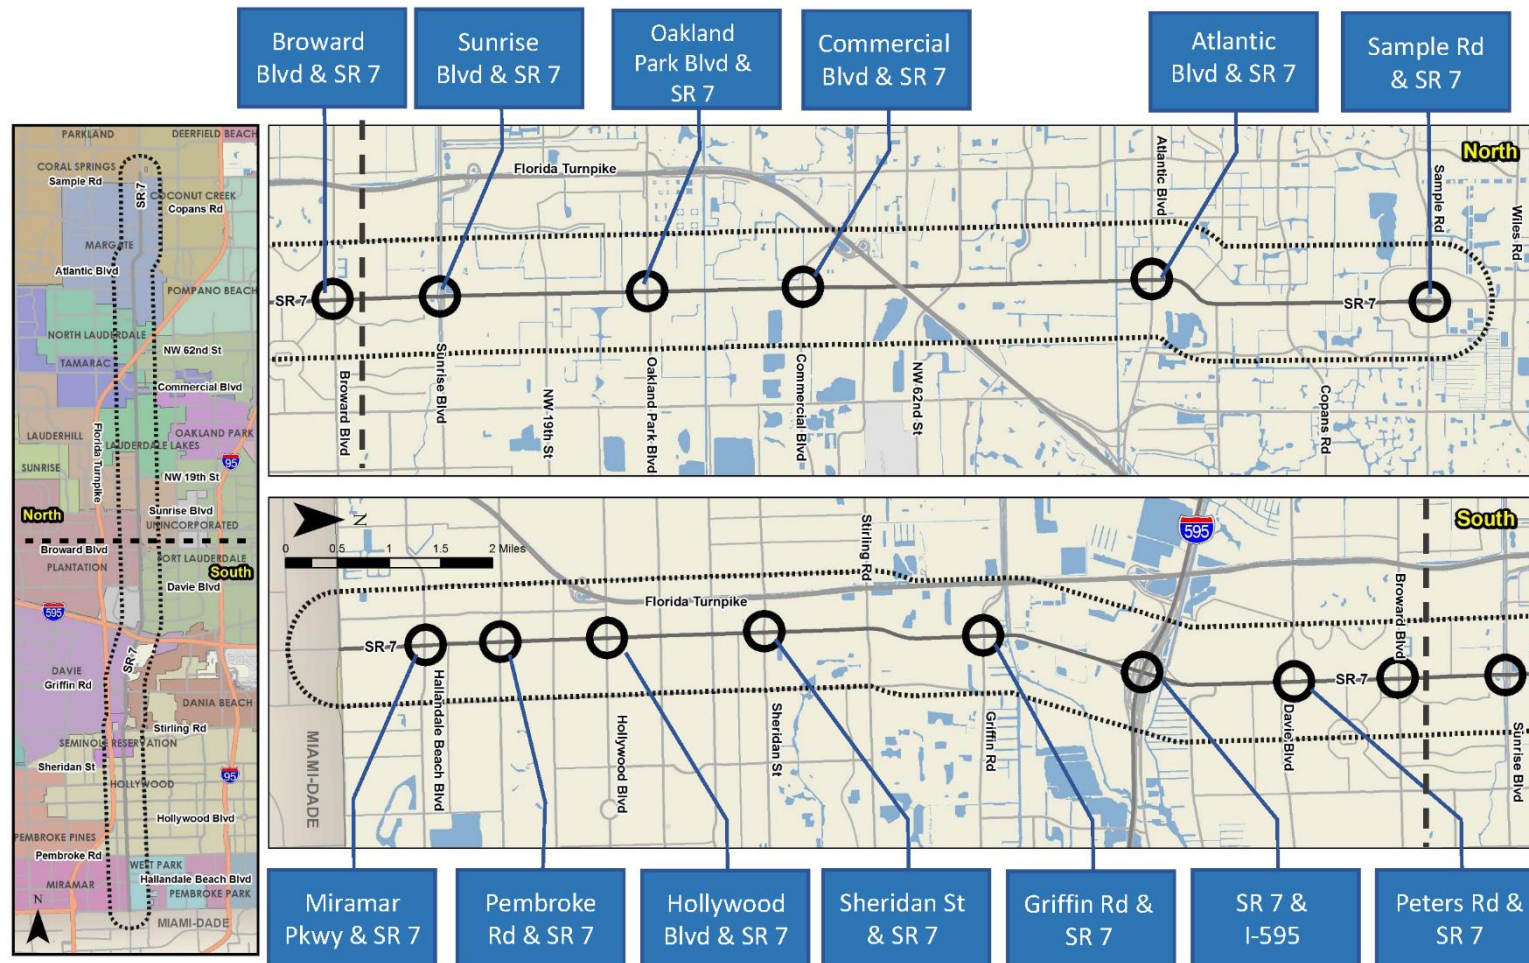 Broward
Blvd & SR 7
Sunrise
Blvd & SR 7
Oakland
Park Blvd &
SR 7
Commercial
Blvd & SR 7
Atlantic
Blvd & SR 7
Sample Rd
& SR 7
PARKLAND
DEERFIELD BEACH
CORAL SPRINGS
Sample Rd
SR 7
COCONUT CREEK
Copans Rd
MARGATE
Atlantic Blvd
POMPANO BEACH
NORTH LAUDERDALE
NW 62nd St
TAMARAC
Commercial Blvd
LAUDERHILL
Florida Turnpike
OAKLAND PARK
LAUDERDALE LAKES
95
SUNRISE
NW 19th St
Sunrise Blvd
North
UNINCORPORATED
Broward Blvd
FORT LAUDERDALE
PLANTATION
South
Davie Blvd
595
SR 7
DAVIE
Griffin Rd
DANIA BEACH
Stirling Rd
SEMINOLE RESERVATION
Sheridan St
95
HOLLYWOOD
Hollywood Blvd
PEMBROKE PINES
Pembroke Rd
WEST PARK
Hallandale Beach Blvd
MIRAMAR
PEMBROKE PARK
N
MIAMI-DADE
North
Florida Turnpike
Atlantic Blvd
Sample Rd
Wiles Rd
SR 7
SR 7
Broward Blvd
Sunrise Blvd
NW 19th St
Oakland Park Blvd
Commercial Blvd
NW 62nd St
Copans Rd
N
0 0.5 1 1.5 2 Miles
Stirling Rd
595
South
Florida Turnpike
Broward Blvd
SR 7
SR 7
MIAMI-DADE
Hallandale Beach Blvd
Hollywood Blvd
Sheridan St
Griffin Rd
Davie Blvd
Sunrise Blvd
Miramar
Pkwy & SR 7
Pembroke
Rd & SR 7
Hollywood
Blvd & SR 7
Sheridan St
& SR 7
Griffin Rd &
SR 7
SR 7 &
I-595
Peters Rd &
SR 7